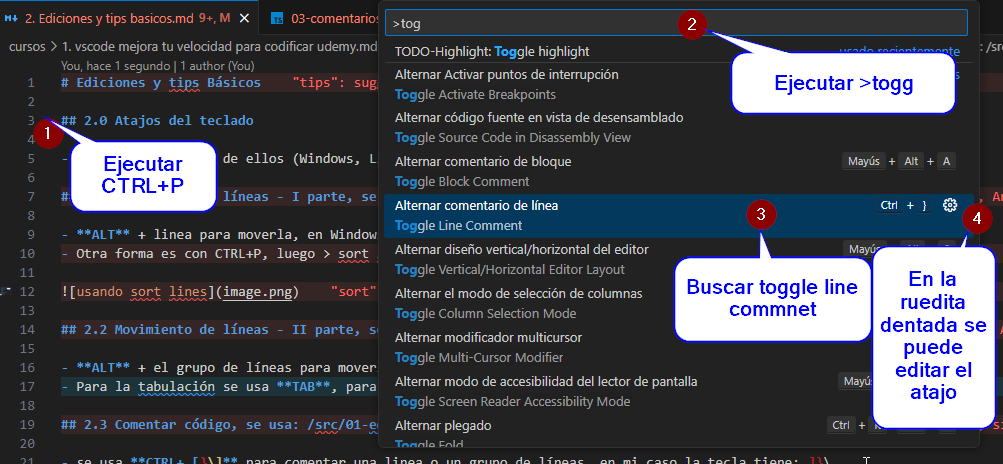 2. Ediciones y tips basicos.md 9+, M
03-comentarios
cursos > 1. vscode mejora tu velocidad para codificar udemy.md
You, hace 1 segundo | 1 author (You)
1 # Ediciones y tips Básicos "tips": sug
2
3 ## 2.0 Atajos del teclado
4
5 - de ellos (Windows, L
6
7 ## líneas - I parte, se
8
9 - **ALT** + linea para moverla, en Window
10 - Otra forma es con CTRL+P, luego > sort
11
12 ![usando sort lines](image.png) "sort"
13
14 ## 2.2 Movimiento de líneas - II parte, se
15
16 - **ALT** + el grupo de líneas para mover
17 - Para la tabulación se usa **TAB**, para
18
19 ## 2.3 Comentar código, se usa: /src/01-ed
20
21 - se usa **CTRL+ [}\]** para comentar una linea o un grupo de líneas, en mi caso la tecla tiene: ]}\
>tog
TODO-Highlight: Toggle highlight
usado recientemente
Alternar Activar puntos de interrupción
Toggle Activate Breakpoints
Alternar código fuente en vista de desensamblado
Toggle Source Code in Disassembly View
Alternar comentario de bloque Mayús + Alt + A
Toggle Block Comment
Alternar comentario de línea Ctrl + }
Toggle Line Comment
Alternar diseño vertical/horizontal del editor Mayús
Toggle Vertical/Horizontal Editor Layout
Alternar el modo de selección de columnas
Toggle Column Selection Mode
Alternar modificador multicursor
Toggle Multi-Cursor Modifier
Alternar modo de accesibilidad del lector de pantalla
Toggle Screen Reader Accessibility Mode
Alternar plegado Ctrl +
Toggle Fold
1
Ejecutar
CTRL+P
2
Ejecutar >togg
3
Buscar toggle line
commnet
4
En la
ruedita
dentada se
puede
editar el
atajo